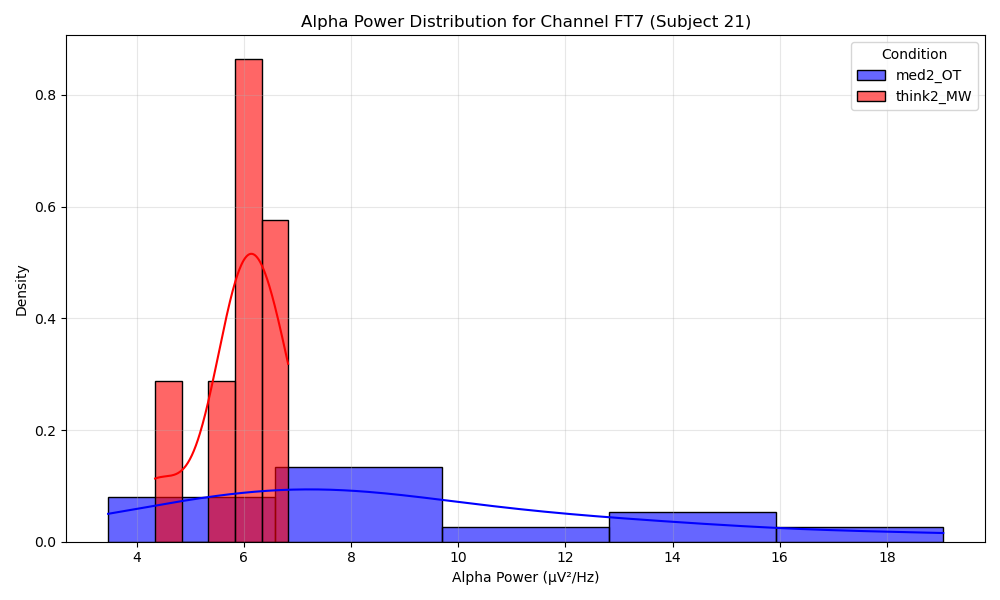 Alpha Power Distribution for Channel FT7 (Subject 21)
Condition
med2_OT
think2_MW
Density
0.8
0.6
0.4
0.2
0.0
4 6 8 10 12 14 16 18
Alpha Power (μV²/Hz)